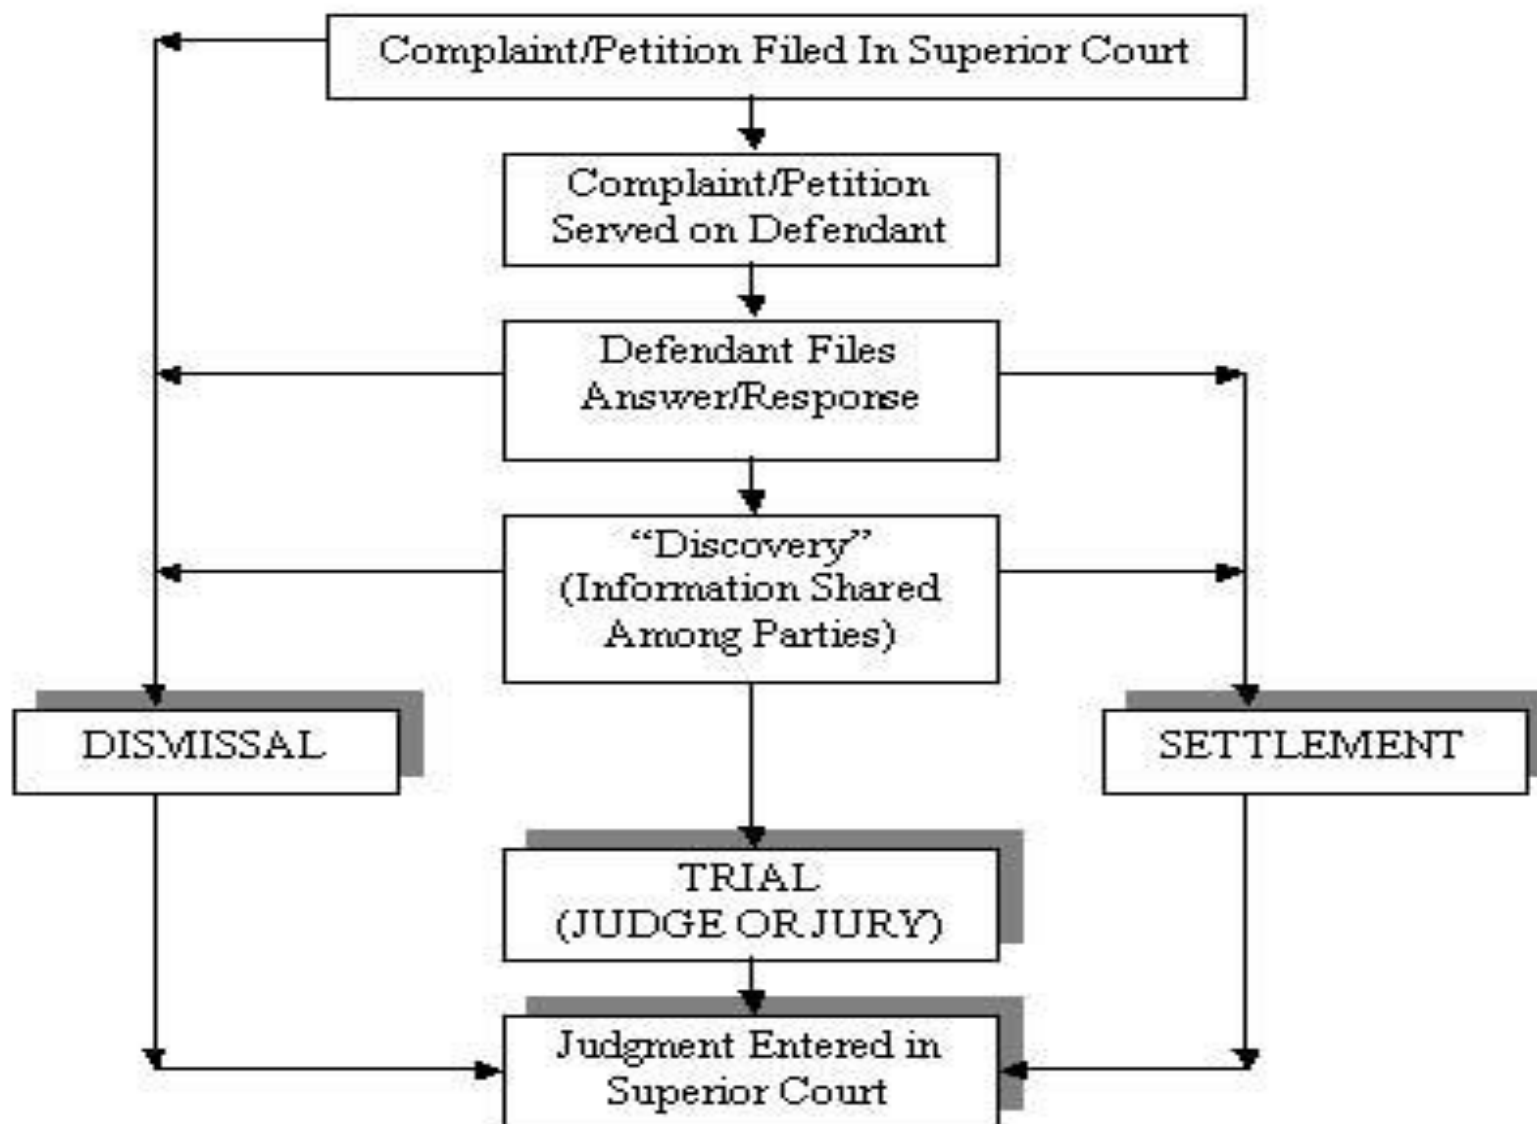 Complaint/Petition Filed In Superior Court
Complaint/Petition
Served on Defendant
Defendant Files
Answer/Response
“Discovery”
(Information Shared
Among Parties)
DISMISSAL
SETTLEMENT
TRIAL
(JUDGE OR JURY)
Judgment Entered in
Superior Court